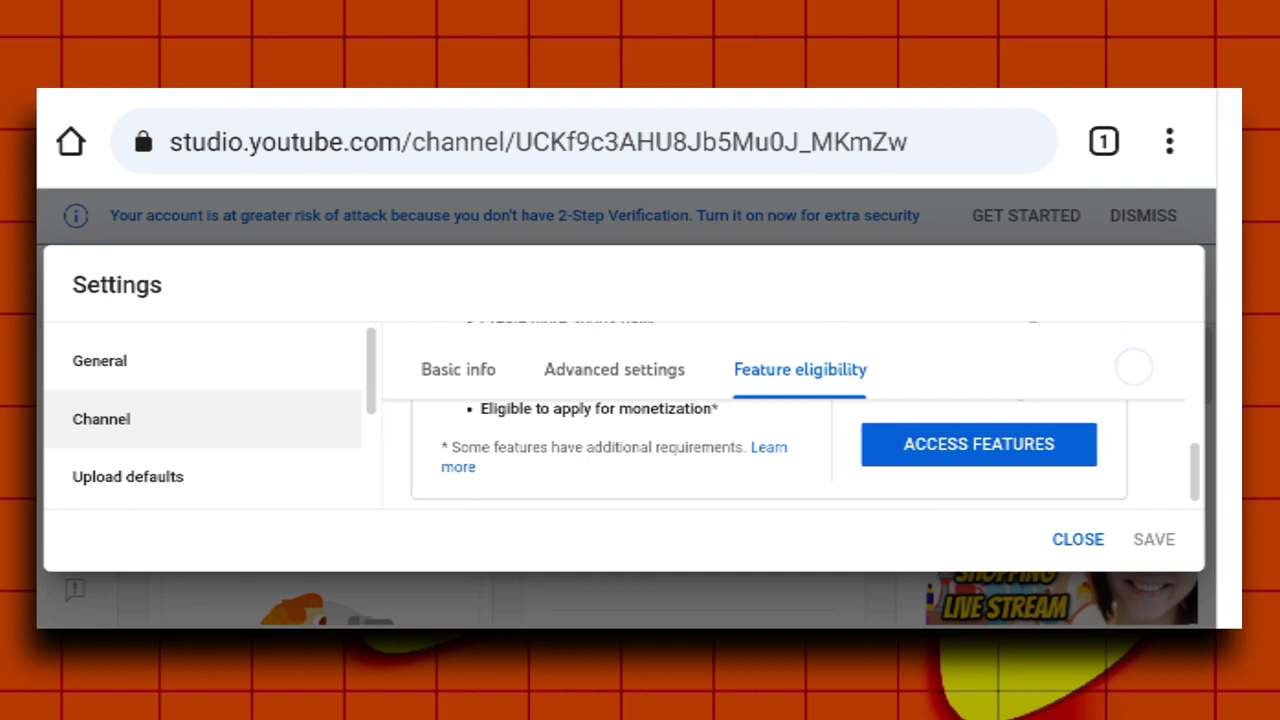 studio.youtube.com/channel/UCKf9c3AHU8Jb5Mu0J_MKmZw
1
Your account is at greater risk of attack because you don't have 2-Step Verification. Turn it on now for extra security
GET STARTED
DISMISS
Settings
General
Channel
Upload defaults
Basic info
Advanced settings
Feature eligibility
• Eligible to apply for monetization*
* Some features have additional requirements. Learn
more
ACCESS FEATURES
CLOSE
SAVE
SHOPPING
LIVE STREAM